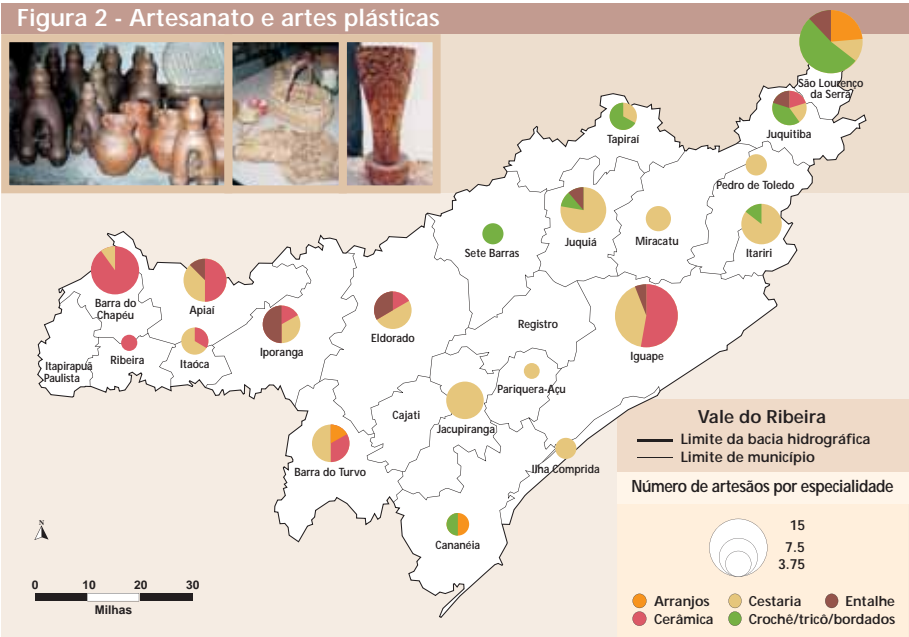 Figura 2 - Artesanato e artes plásticas
São Lourenço
da Serra
Juquitiba
Tapiraí
Pedro de Toledo
Juquiá
Miracatu
Itariri
Sete Barras
Barra do
Chapéu
Apiaí
Iporanga
Eldorado
Registro
Iguape
Itapirapuã
Paulista
Ribeira
Itaóca
Pariquera-Açu
Cajati
Jacupiranga
Barra do Turvo
Ilha Comprida
Cananéia
N
0 10 20 30
Milhas
Vale do Ribeira
Limite da bacia hidrográfica
Limite de município
Número de artesãos por especialidade
15
7.5
3.75
Arranjos Cestaria Entalhe
Cerâmica Crochê/tricô/bordados